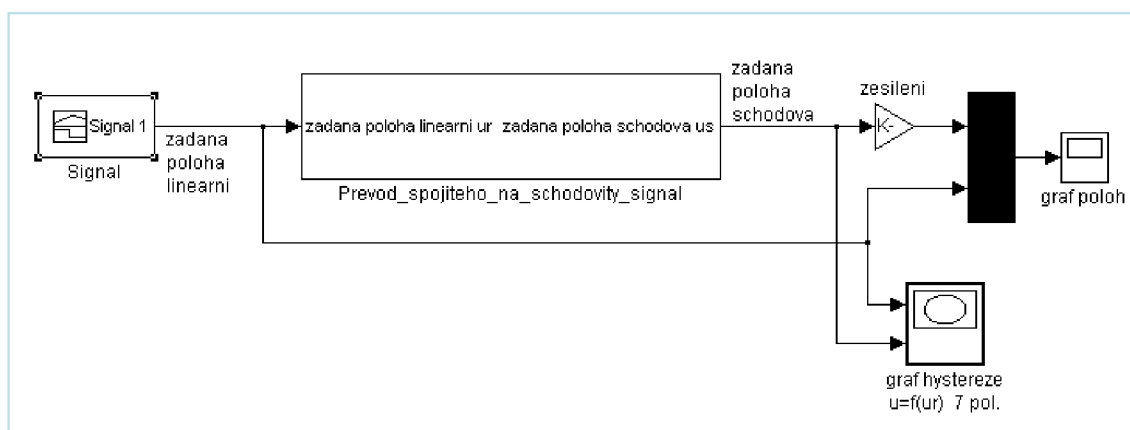 Signal 1
Signal
zadana
poloha
linearni
zadana poloha linearni ur
zadana poloha schodova us
Prevod_spojiteho_na_schodovity_signal
zadana
poloha
schodova
zesileni
K-
graf poloh
graf hystereze
u=f(ur) 7 pol.